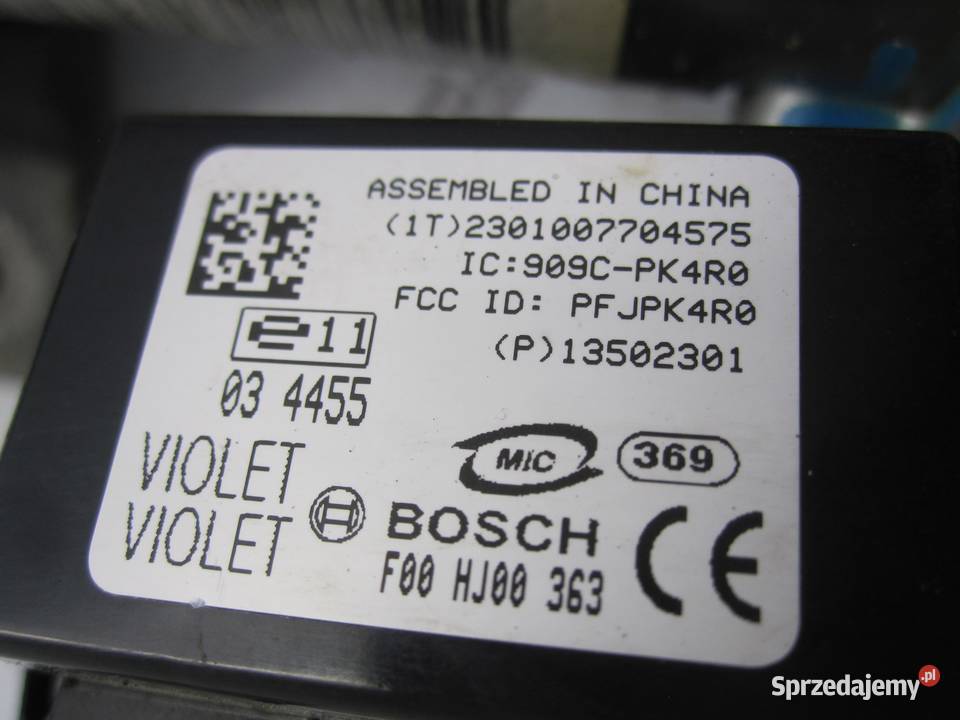 ASSEMBLED IN CHINA
(1T)2301007704575
IC:909C-PK4R0
FCC ID: PFJPK4R0
(P)13502301
e11
03 4455
VIOLET
VIOLET
MIC
369
BOSCH
F00 HJ00 363
CE
Sprzedajemy.pl